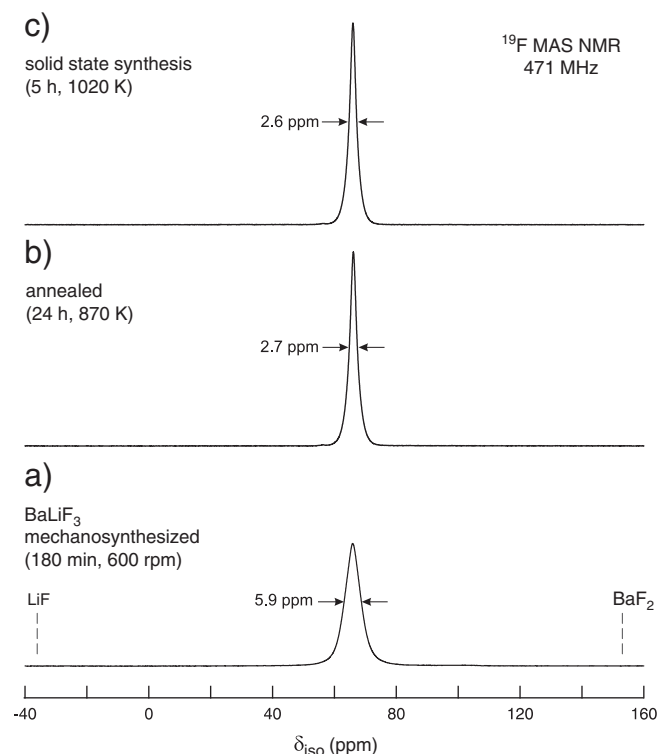 c)
solid state synthesis
(5 h, 1020 K)
¹⁹F MAS NMR
471 MHz
2.6 ppm
b)
annealed
(24 h, 870 K)
2.7 ppm
a)
BaLiF₃
mechanosynthesized
(180 min, 600 rpm)
5.9 ppm
LiF
BaF₂
-40 0 40 80 120 160
δiso (ppm)